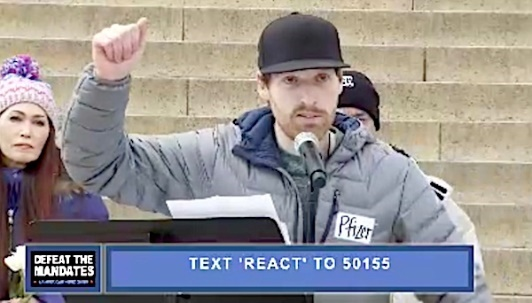 Pfizer
DEFEAT THE
MANDATES
TEXT 'REACT' TO 50155